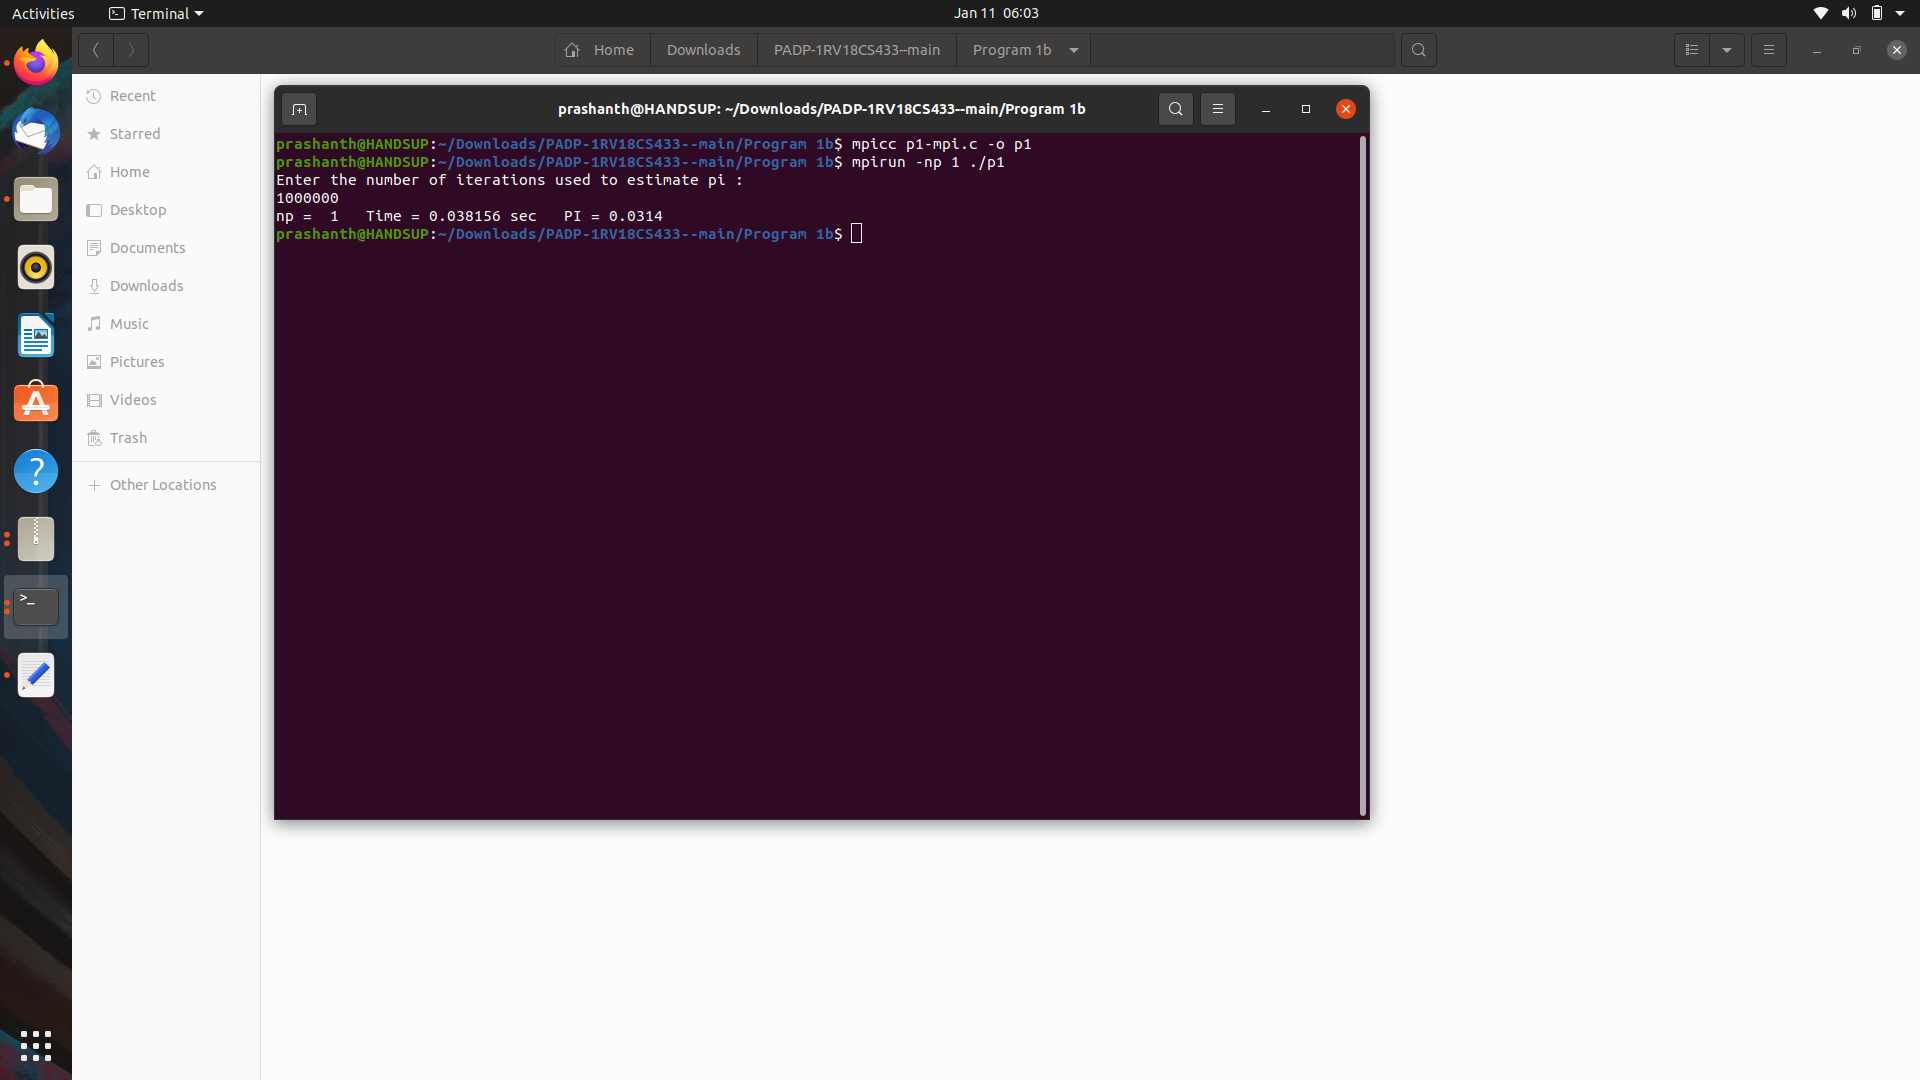 Activities
Terminal
Jan 11 06:03
Home
Downloads
PADP-1RV18CS433--main
Program 1b
Recent
Starred
Home
Desktop
Documents
Downloads
Music
Pictures
Videos
Trash
Other Locations
prashanth@HANDSUP: ~/Downloads/PADP-1RV18CS433--main/Program 1b
prashanth@HANDSUP:~/Downloads/PADP-1RV18CS433--main/Program 1b$ mpicc p1-mpi.c -o p1
prashanth@HANDSUP:~/Downloads/PADP-1RV18CS433--main/Program 1b$ mpirun -np 1 ./p1
Enter the number of iterations used to estimate pi :
1000000
np =  1   Time = 0.038156 sec   PI = 0.0314
prashanth@HANDSUP:~/Downloads/PADP-1RV18CS433--main/Program 1b$